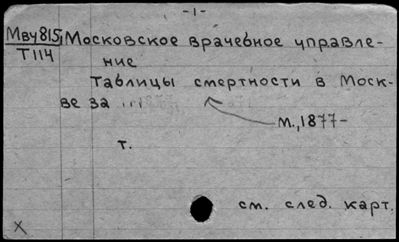 -1-
Мву815, Московское врачебное управле-
Т114 ние
Таблицы смертности в Моск-
ве за
м., 1877-
т.
см. след. карт.
х